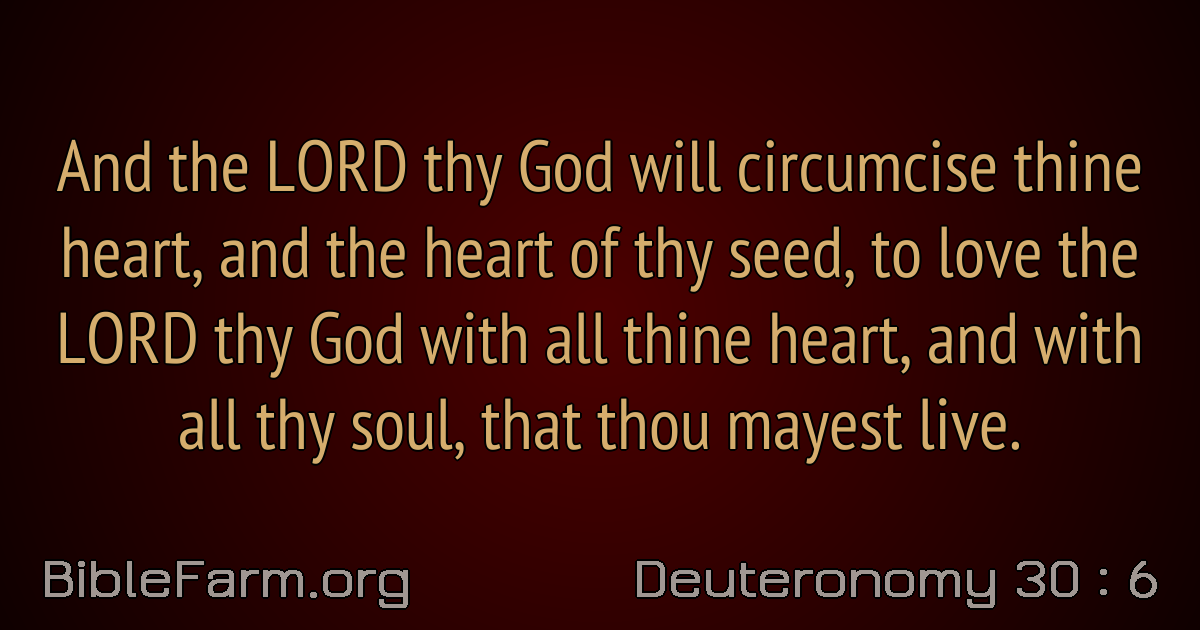 And the LORD thy God will circumcise thine
heart, and the heart of thy seed, to love the
LORD thy God with all thine heart, and with
all thy soul, that thou mayest live.
BibleFarm.org
Deuteronomy 30 : 6